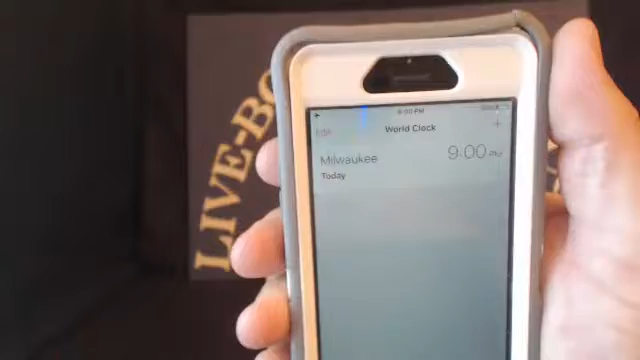 LIVE-BO
9:00 PM
Edit
World Clock
+
Milwaukee
9:00 PM
Today